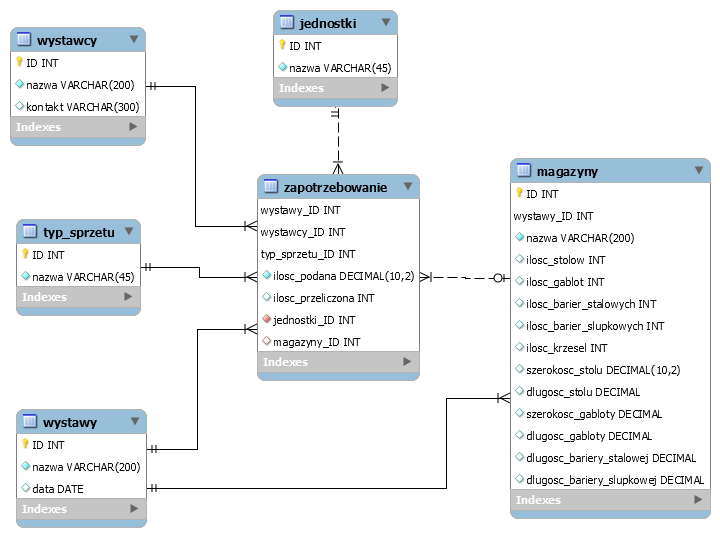 wystawcy
ID INT
nazwa VARCHAR(200)
kontakt VARCHAR(300)
Indexes
jednostki
ID INT
nazwa VARCHAR(45)
Indexes
typ_sprzetu
ID INT
nazwa VARCHAR(45)
Indexes
zapotrzebowanie
wystawy_ID INT
wystawcy_ID INT
typ_sprzetu_ID INT
ilosc_podana DECIMAL(10,2)
ilosc_przeliczona INT
jednostki_ID INT
magazyny_ID INT
Indexes
magazyny
ID INT
wystawy_ID INT
nazwa VARCHAR(200)
ilosc_stolow INT
ilosc_gablot INT
ilosc_barier_stalowych INT
ilosc_barier_slupkowych INT
ilosc_krzesel INT
szerokosc_stolu DECIMAL(10,2)
dlugosc_stolu DECIMAL
szerokosc_gabloty DECIMAL
dlugosc_gabloty DECIMAL
dlugosc_bariery_stalowej DECIMAL
dlugosc_bariery_slupkowej DECIMAL
Indexes
wystawy
ID INT
nazwa VARCHAR(200)
data DATE
Indexes